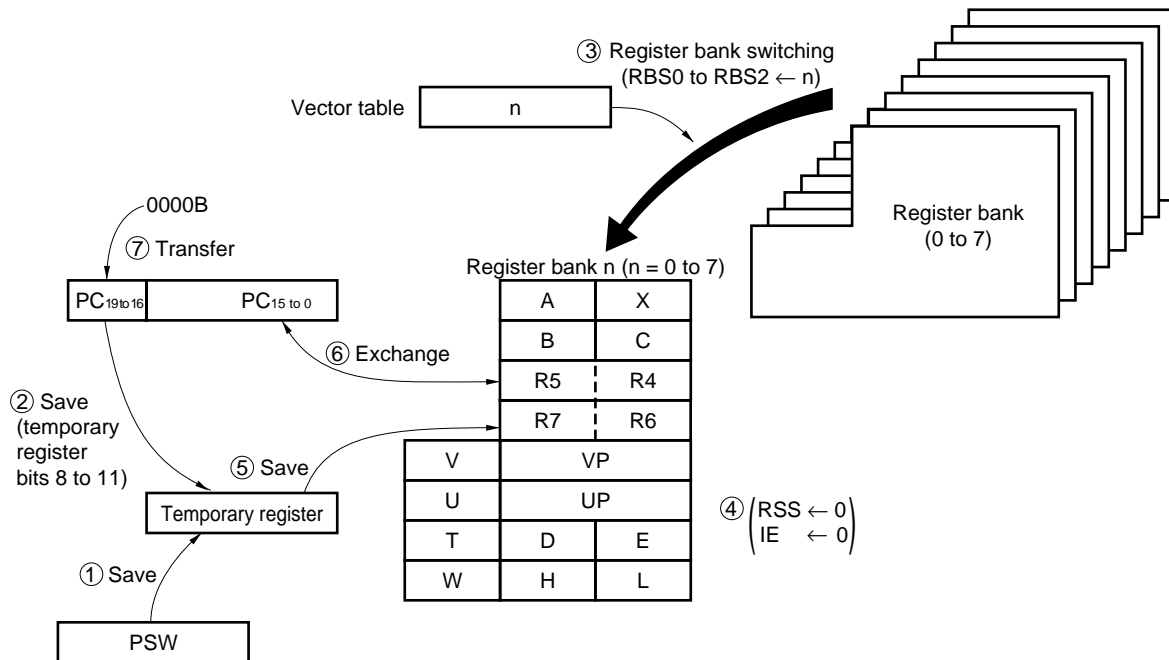 ③ Register bank switching
(RBS0 to RBS2 ← n)
Vector table
n
Register bank
(0 to 7)
0000B
⑦ Transfer
Register bank n (n = 0 to 7)
PC19to16
PC15 to 0
A
X
B
C
⑥ Exchange
R5
R4
R7
R6
② Save
(temporary
register
bits 8 to 11)
⑤ Save
V
VP
U
UP
Temporary register
④
RSS ← 0
IE ← 0
T
D
E
W
H
L
① Save
PSW